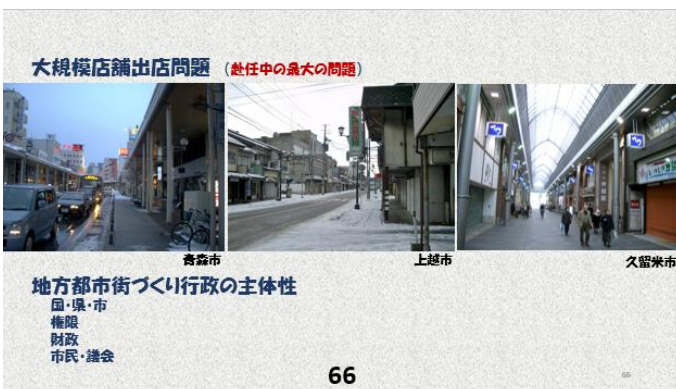 大規模店舗出店問題（赴任中の最大の問題）
青森市
上越市
久留米市
地方都市街づくり行政の主体性
国・県・市
権限
財政
市民・議会
66
66